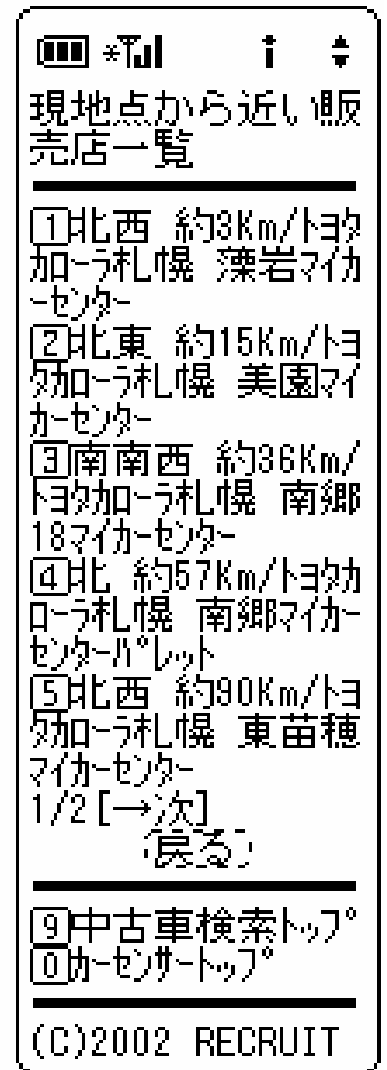 現地点から近い販
売店一覧
1北西 約3Km/ﾄﾖﾀ
ｶﾛｰﾗ札幌 藻岩ﾏｲｶ
ｰｾﾝﾀｰ
2北東 約15Km/ﾄﾖ
ﾀｶﾛｰﾗ札幌 美園ﾏｲ
ｶｰｾﾝﾀｰ
3南南西 約36Km/
ﾄﾖﾀｶﾛｰﾗ札幌 南郷
18ﾏｲｶｰｾﾝﾀｰ
4北 約57Km/ﾄﾖﾀｶ
ﾛｰﾗ札幌 南郷ﾏｲｶｰ
ｾﾝﾀｰﾊﾟﾚｯﾄ
5北西 約90Km/ﾄﾖ
ﾀｶﾛｰﾗ札幌 東苗穂
ﾏｲｶｰｾﾝﾀｰ
1/2[→次]
(戻る)
9中古車検索ﾄｯﾌﾟ
0ｶｰｾﾝｻｰﾄｯﾌﾟ
(C)2002 RECRUIT